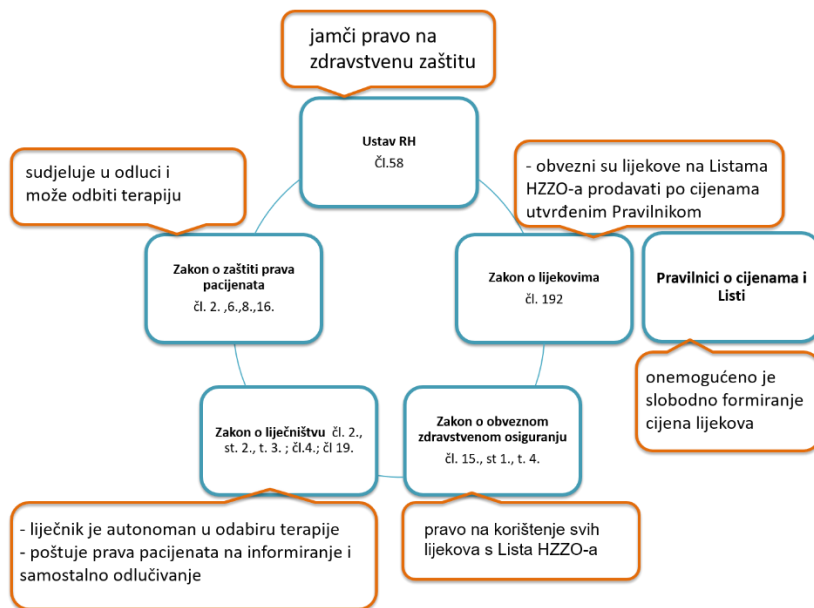 jamči pravo na
zdravstvenu zaštitu
Ustav RH
Čl.58
sudjeluje u odluci i
može odbiti terapiju
- obvezni su lijekove na Listama
HZZO-a prodavati po cijenama
utvrđenim Pravilnikom
Zakon o zaštiti prava
pacijenata
čl. 2. ,6.,8.,16.
Zakon o lijekovima
čl. 192
Pravilnici o cijenama i
Listi
onemogućeno je
slobodno formiranje
cijena lijekova
Zakon o liječništvu čl. 2.,
st. 2., t. 3. ; čl.4.; čl 19.
Zakon o obveznom
zdravstvenom osiguranju
čl. 15., st 1., t. 4.
- liječnik je autonoman u odabiru terapije
- poštuje prava pacijenata na informiranje i
samostalno odlučivanje
pravo na korištenje svih
lijekova s Lista HZZO-a